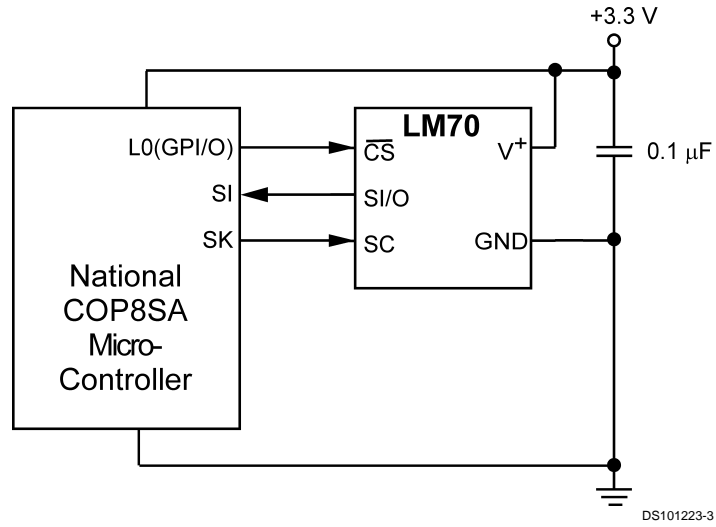 +3.3 V
LM70
L0(GPI/O)
CS
V+
0.1 μF
SI
SI/O
SK
SC
GND
National
COP8SA
Micro-
Controller
DS101223-3